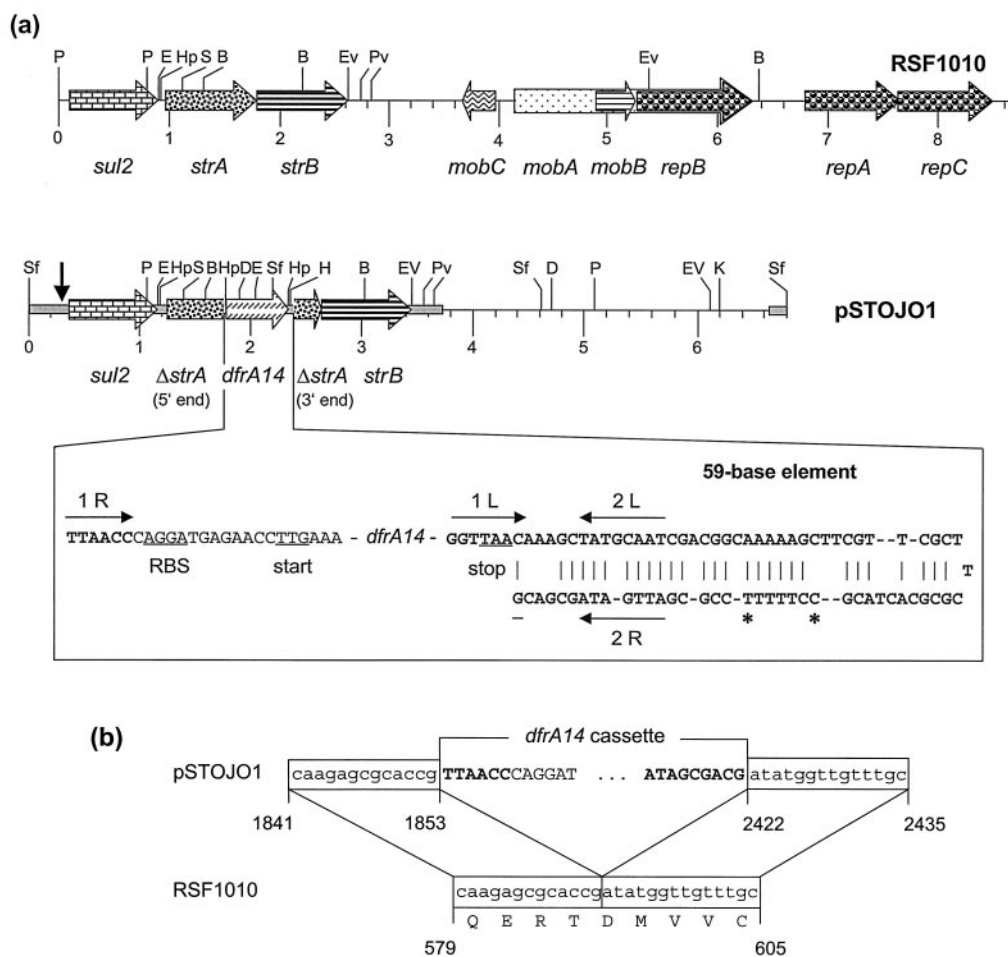 (a)
P P E Hp S B B Ev Pv Ev B RSF1010
0 1 2 3 4 5 6 7 8
sul2 strA strB mobC mobA mobB repB repA repC
Sf P E Hp S B Hp D E Sf Hp H B EV Pv Sf D P EV K Sf
pSTOJO1
0 1 2 3 4 5 6
sul2 ΔstrA dfrA14 ΔstrA strB
(5' end) (3' end)
59-base element
1 R 1 L 2 L
TTAACCCAGGATGAGAACCTTGAAA - dfrA14 - GGTTAACAAAGCTATGCAATCGACGGCAAAAAGCTTCGT--T-CGCT
RBS start stop T
GCAGCGATA-GTTAGC-GCC-TTTTTCC--GCATCACGCGC
2 R * *
(b)
dfrA14 cassette
pSTOJO1 caagagcgcaccg TTAACCCAGGAT ... ATAGCGACG atatggttgtttgc
1841 1853 2422 2435
RSF1010 caagagcgcaccgatatggttgtttgc
Q E R T D M V V C
579 605